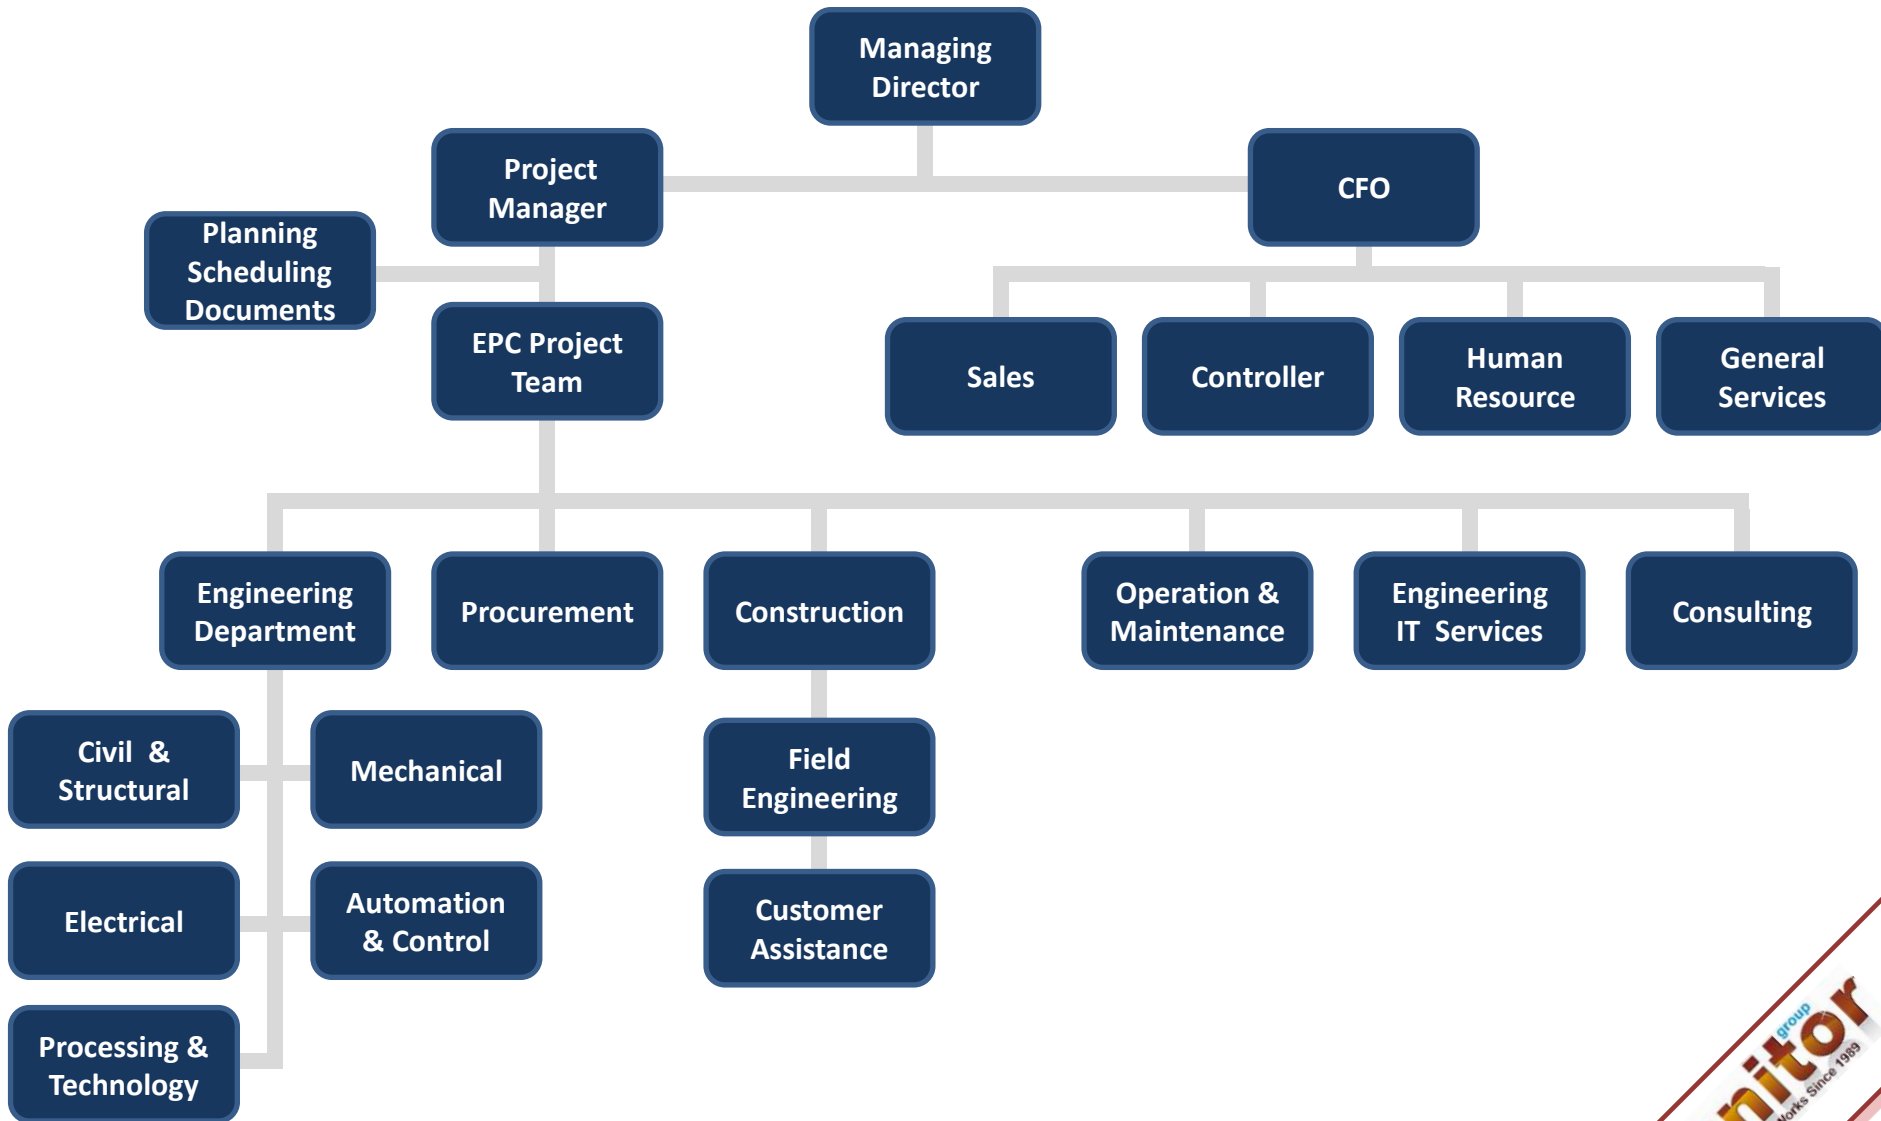 Managing
Director
Project
Manager
CFO
Planning
Scheduling
Documents
EPC Project
Team
Sales
Controller
Human
Resource
General
Services
Engineering
Department
Procurement
Construction
Operation &
Maintenance
Engineering
IT  Services
Consulting
Civil  &
Structural
Mechanical
Field
Engineering
Electrical
Automation
& Control
Customer
Assistance
Processing &
Technology
group
nitor
Works Since 1989